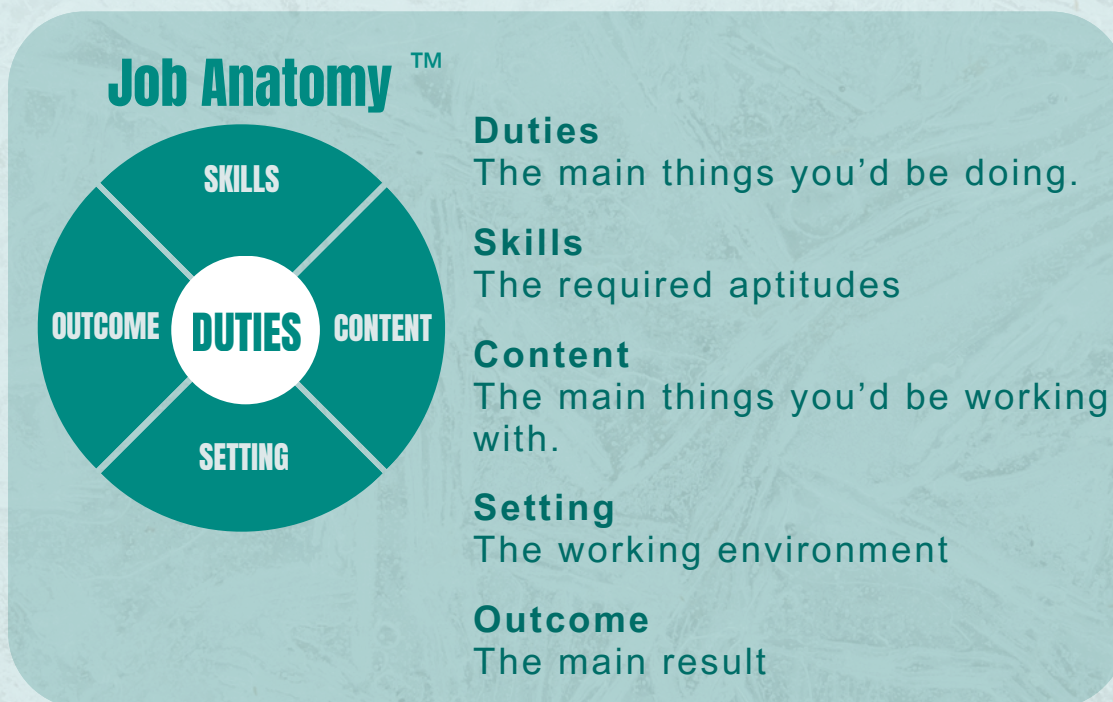 Job Anatomy ™
SKILLS
OUTCOME
DUTIES
CONTENT
SETTING
Duties
The main things you’d be doing.
Skills
The required aptitudes
Content
The main things you’d be working
with.
Setting
The working environment
Outcome
The main result